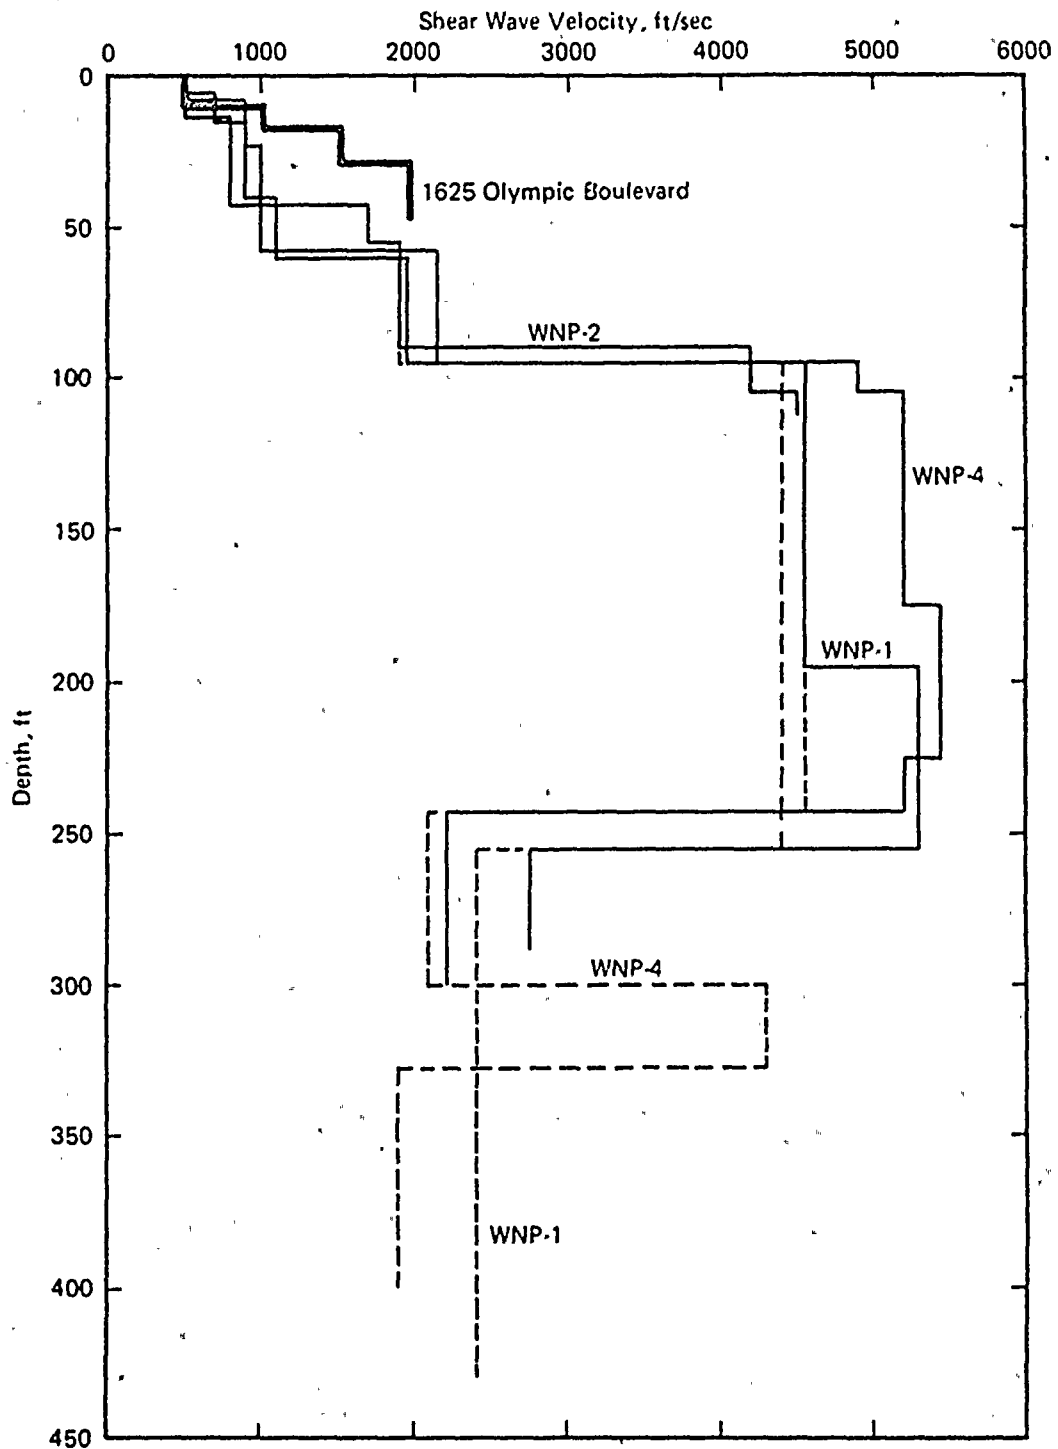 Shear Wave Velocity, ft/sec
0 1000 2000 3000 4000 5000 6000
0
1625 Olympic Boulevard
50
WNP-2
100
WNP-4
150
WNP-1
200
Depth, ft
250
WNP-4
300
350
WNP-1
400
450